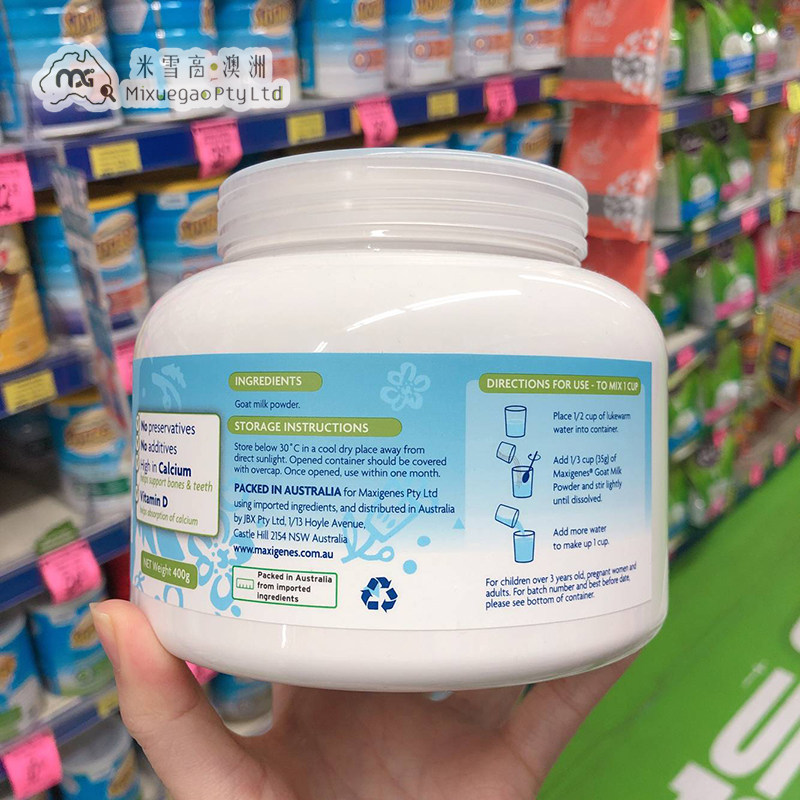 米雪高·澳洲
Mixuegao Pty Ltd
INGREDIENTS
Goat milk powder.
STORAGE INSTRUCTIONS
Store below 30°C in a cool dry place away from
direct sunlight. Opened container should be covered
with overcap. Once opened, use within one month.
PACKED IN AUSTRALIA for Maxigenes Pty Ltd
using imported ingredients, and distributed in Australia
by JBX Pty Ltd, 1/13 Hoyle Avenue,
Castle Hill 2154 NSW Australia
www.maxigenes.com.au
Packed in Australia
from imported
ingredients
No preservatives
No additives
High in Calcium
helps support bones & teeth
Vitamin D
helps absorption of calcium
NET Weight 400g
DIRECTIONS FOR USE - TO MIX 1 CUP
Place 1/2 cup of lukewarm
water into container.
Add 1/3 cup (35g) of
Maxigenes® Goat Milk
Powder and stir lightly
until dissolved.
Add more water
to make up 1 cup.
For children over 3 years old, pregnant women and
adults. For batch number and best before date,
please see bottom of container.